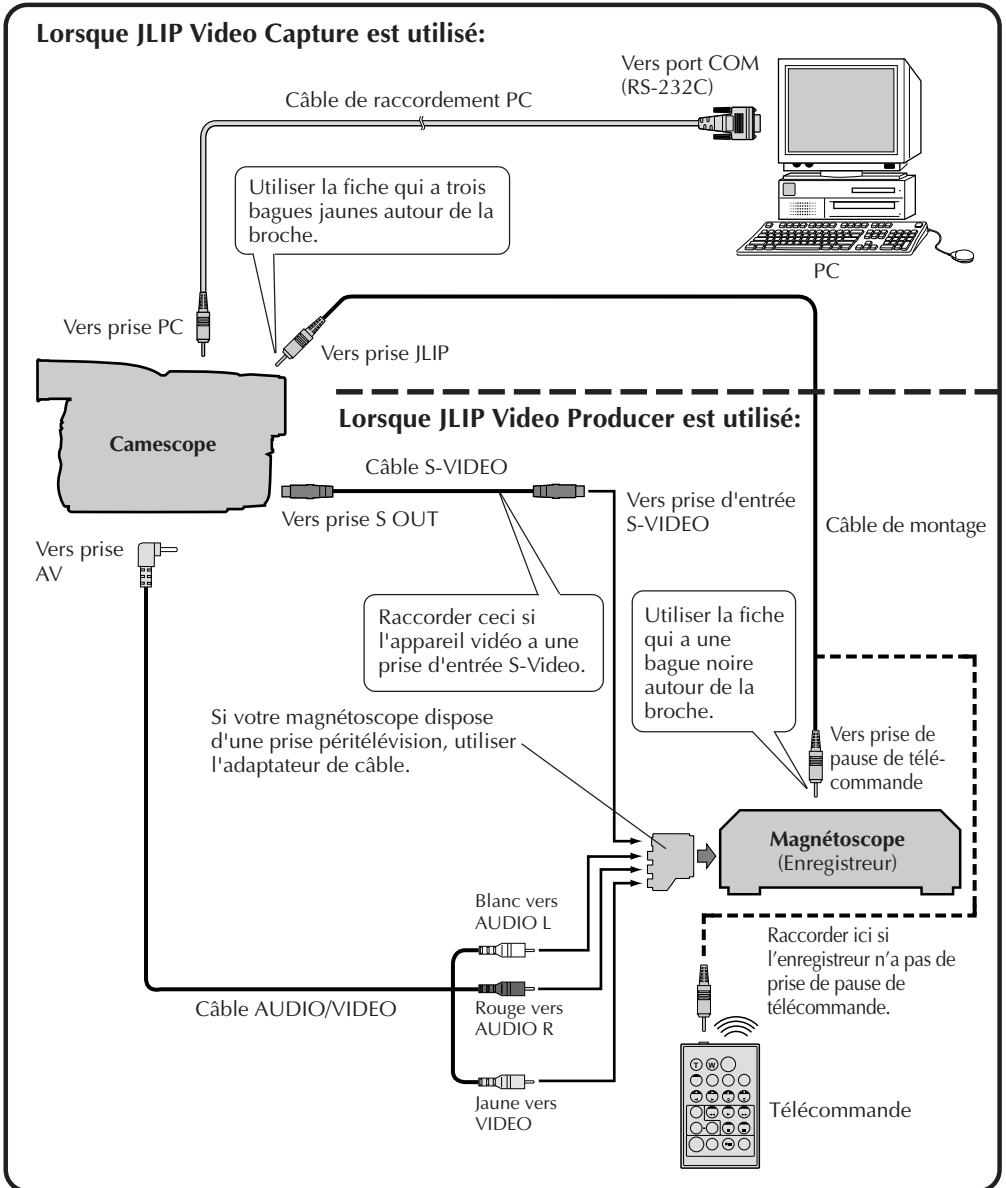 Lorsque JLIP Video Capture est utilisé:
Vers port COM
(RS-232C)
Câble de raccordement PC
Utiliser la fiche qui a trois
bagues jaunes autour de la
broche.
PC
Vers prise PC
Vers prise JLIP
Camescope
Lorsque JLIP Video Producer est utilisé:
Câble S-VIDEO
Vers prise S OUT
Vers prise d'entrée
S-VIDEO
Câble de montage
Vers prise
AV
Raccorder ceci si
l'appareil vidéo a une
prise d'entrée S-Video.
Utiliser la fiche
qui a une
bague noire
autour de la
broche.
Si votre magnétoscope dispose
d'une prise péritélévision, utiliser
l'adaptateur de câble.
Vers prise de
pause de télé-
commande
Magnétoscope
(Enregistreur)
Blanc vers
AUDIO L
Câble AUDIO/VIDEO
Rouge vers
AUDIO R
Jaune vers
VIDEO
Raccorder ici si
l’enregistreur n’a pas de
prise de pause de
télécommande.
T W
Télécommande